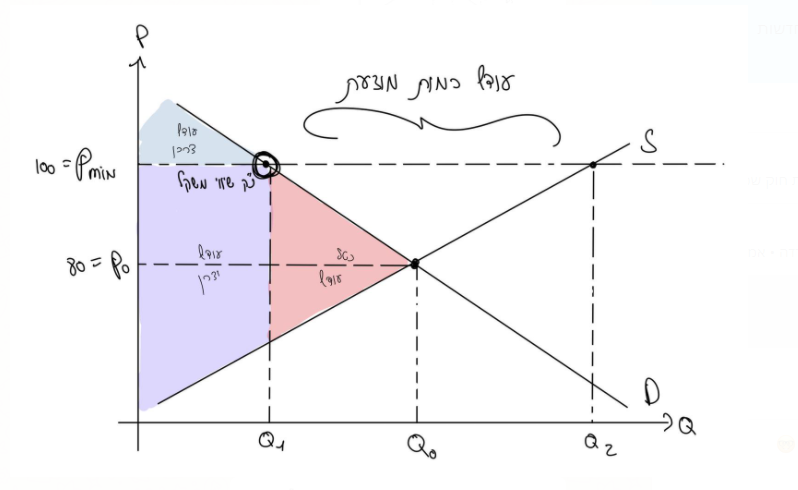 P
עודף כמות מוצעת
S
עודף
צרכן
100 = Pmin
נק' שיווי משקל
80 = P0
עודף
יצרן
נטל
עודף
D
Q1
Q0
Q2
Q